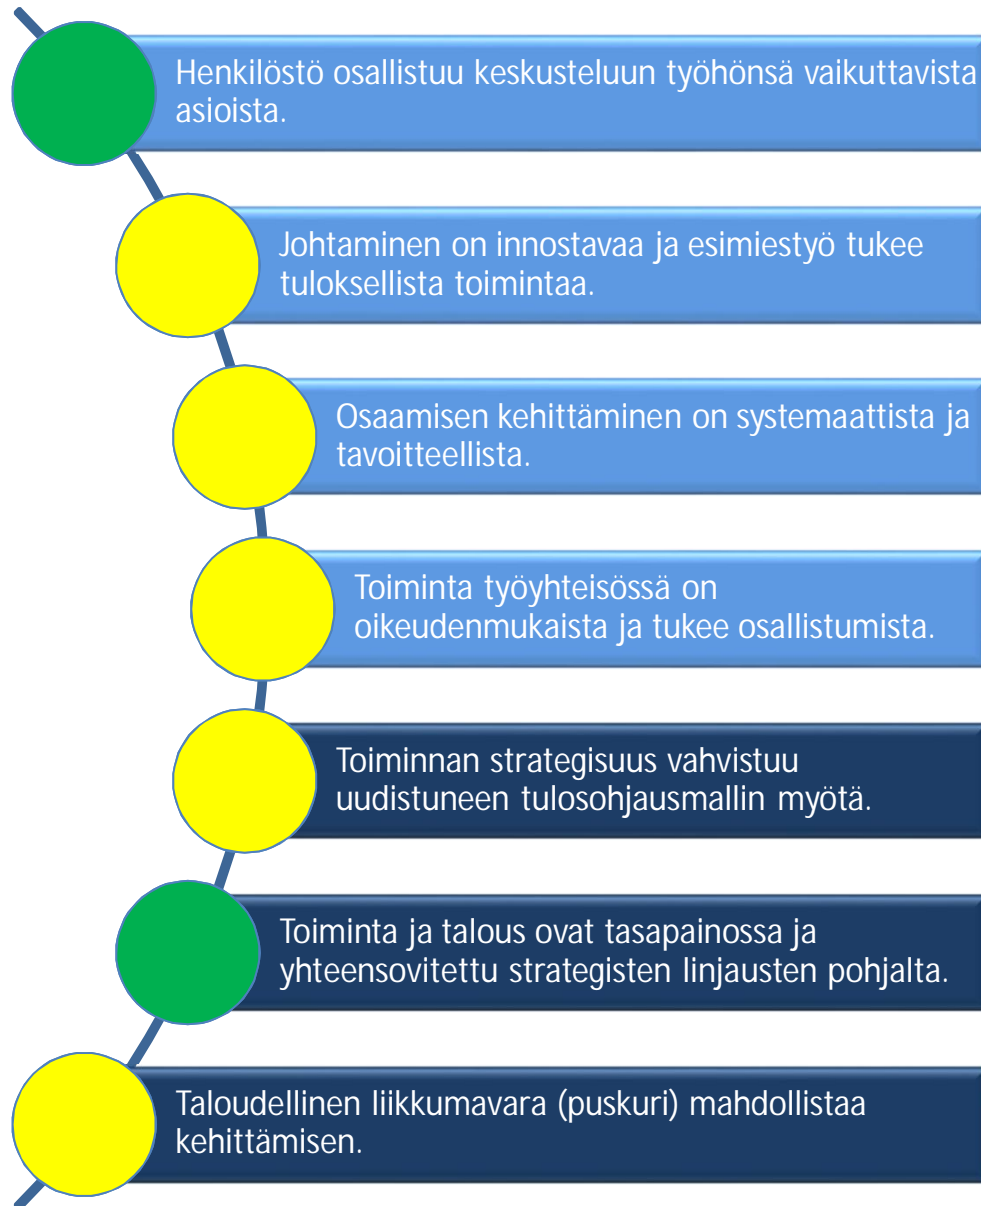 Henkilöstö osallistuu keskusteluun työhönsä vaikuttavista
asioista.
Johtaminen on innostavaa ja esimiestyö tukee
tuloksellista toimintaa.
Osaamisen kehittäminen on systemaattista ja
tavoitteellista.
Toiminta työyhteisössä on
oikeudenmukaista ja tukee osallistumista.
Toiminnan strategisuus vahvistuu
uudistuneen tulosohjausmallin myötä.
Toiminta ja talous ovat tasapainossa ja
yhteensovitettu strategisten linjausten pohjalta.
Taloudellinen liikkumavara (puskuri) mahdollistaa
kehittämisen.